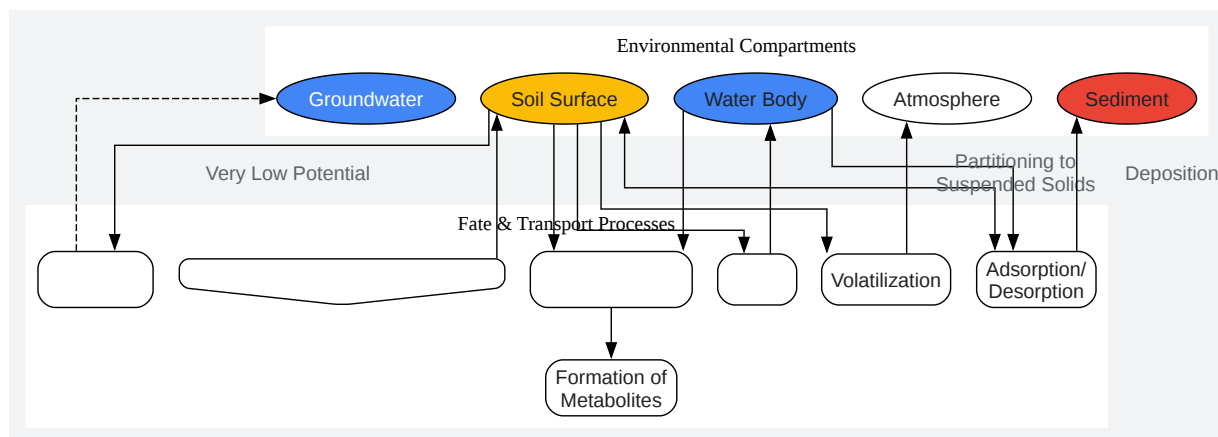 Environmental Compartments
Groundwater
Soil Surface
Water Body
Atmosphere
Sediment
Very Low Potential
Partitioning to
Suspended Solids
Deposition
Fate & Transport Processes
Volatilization
Adsorption/
Desorption
Formation of
Metabolites